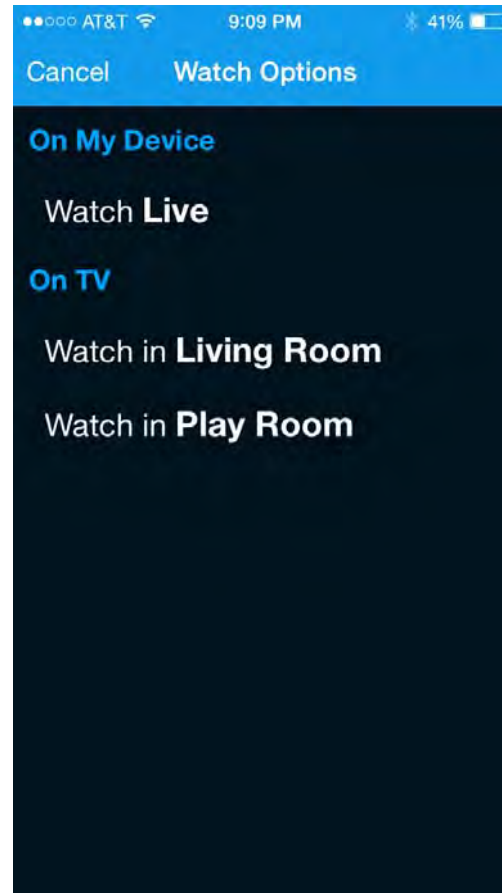 AT&T 9:09 PM 41%
Cancel Watch Options
On My Device
Watch Live
On TV
Watch in Living Room
Watch in Play Room